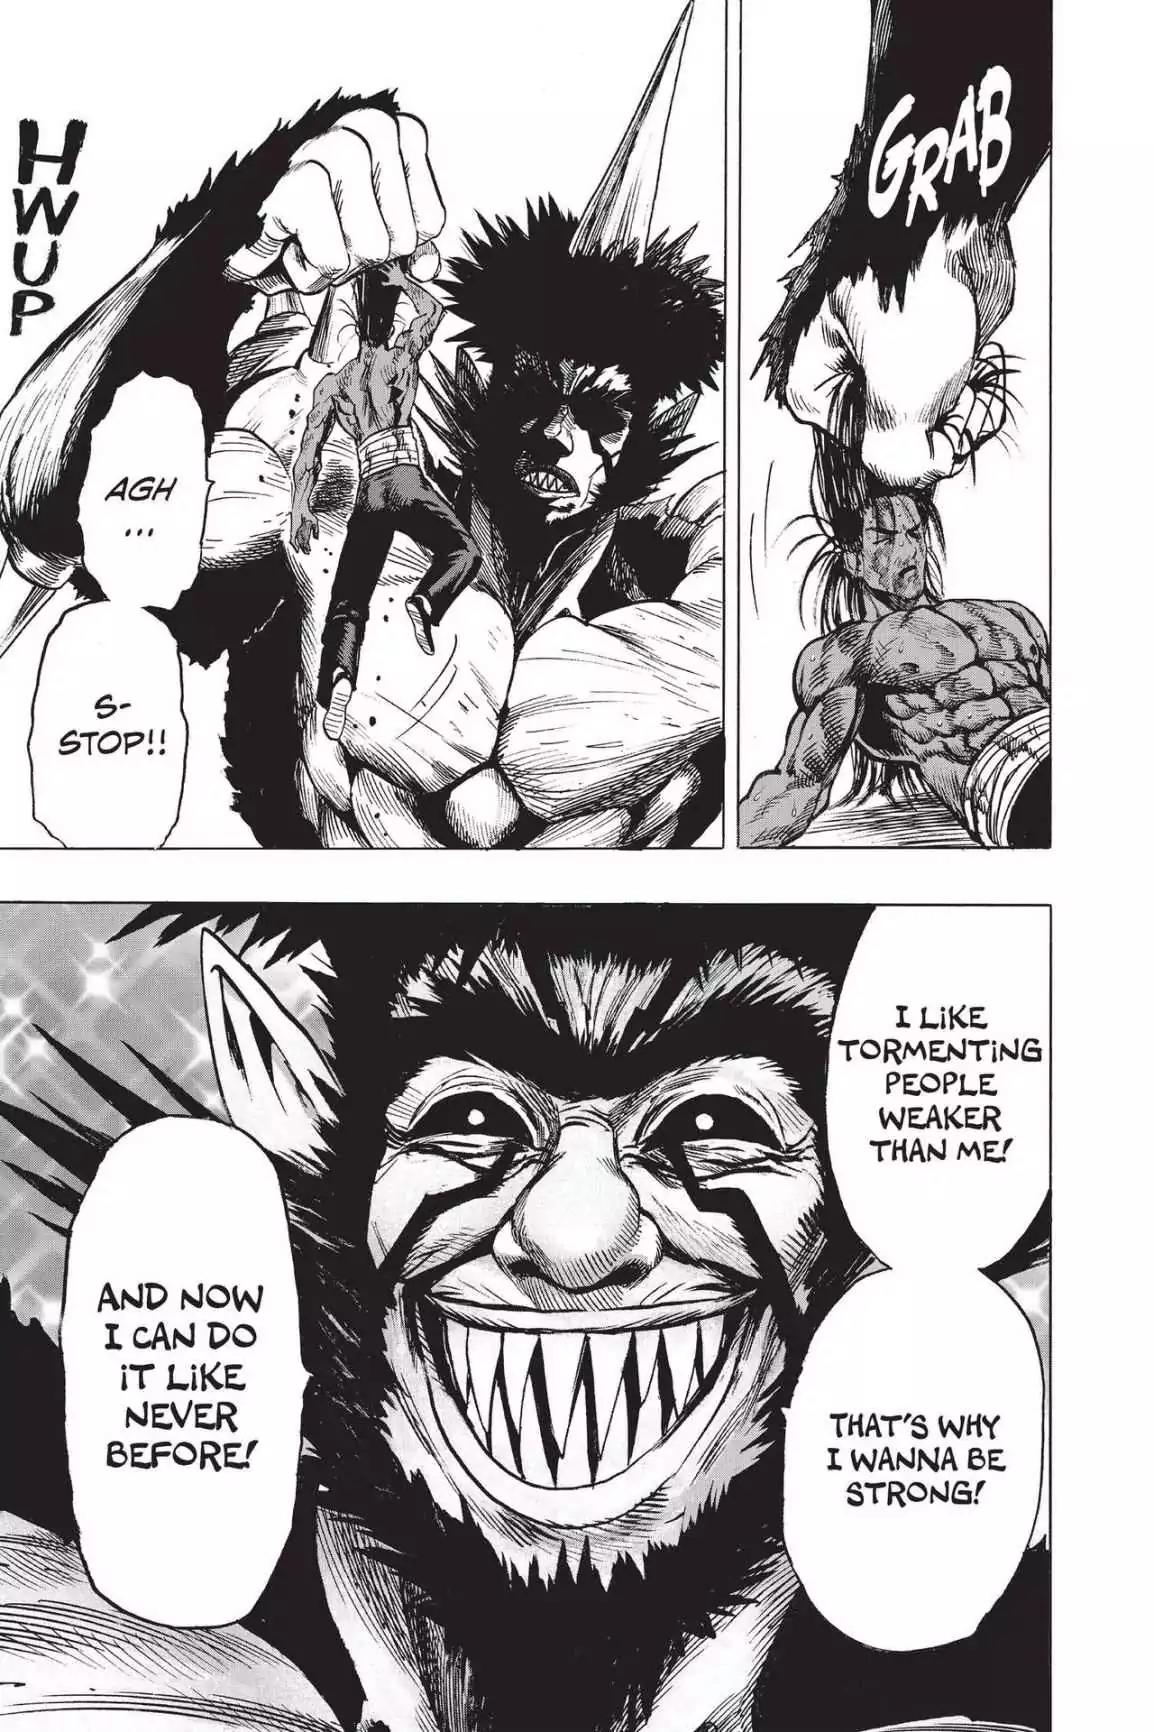 GRAB
HWUP
AGH
...
S-
STOP!!
I LIKE
TORMENTING
PEOPLE
WEAKER
THAN ME!
THAT'S WHY
I WANNA BE
STRONG!
AND NOW
I CAN DO
IT LIKE
NEVER
BEFORE!